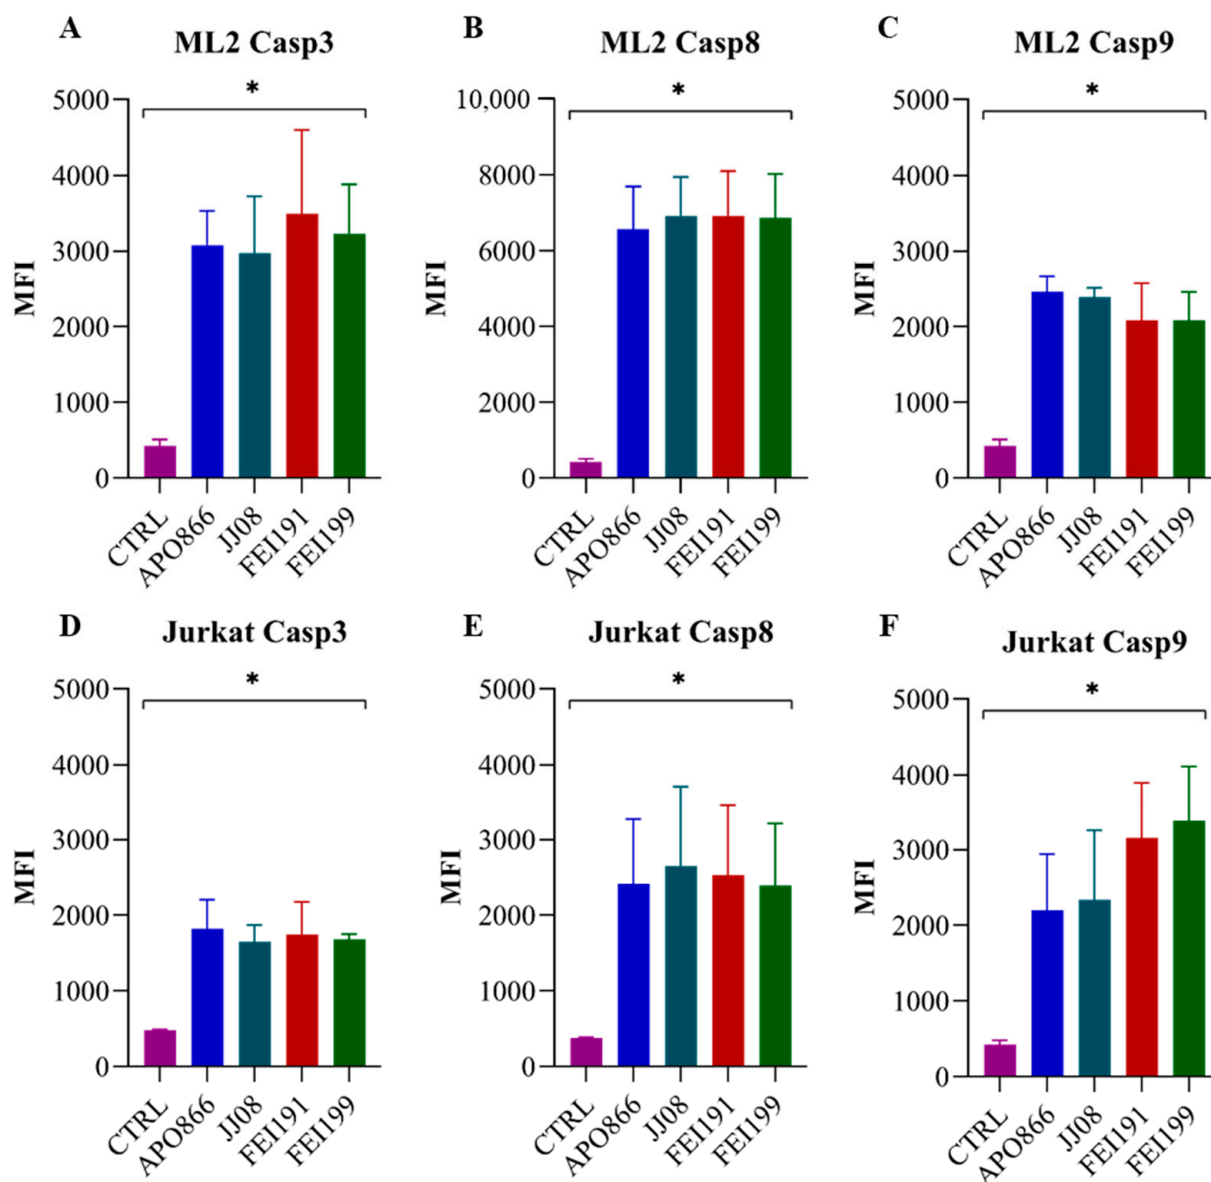 A
ML2 Casp3
*
5000
4000
3000
2000
1000
0
MFI
CTRL
APO866
JJ08
FEI191
FEI199
B
ML2 Casp8
*
10,000
8000
6000
4000
2000
0
MFI
CTRL
APO866
JJ08
FEI191
FEI199
C
ML2 Casp9
*
5000
4000
3000
2000
1000
0
MFI
CTRL
APO866
JJ08
FEI191
FEI199
D
Jurkat Casp3
*
5000
4000
3000
2000
1000
0
MFI
CTRL
APO866
JJ08
FEI191
FEI199
E
Jurkat Casp8
*
5000
4000
3000
2000
1000
0
MFI
CTRL
APO866
JJ08
FEI191
FEI199
F
Jurkat Casp9
*
5000
4000
3000
2000
1000
0
MFI
CTRL
APO866
JJ08
FEI191
FEI199